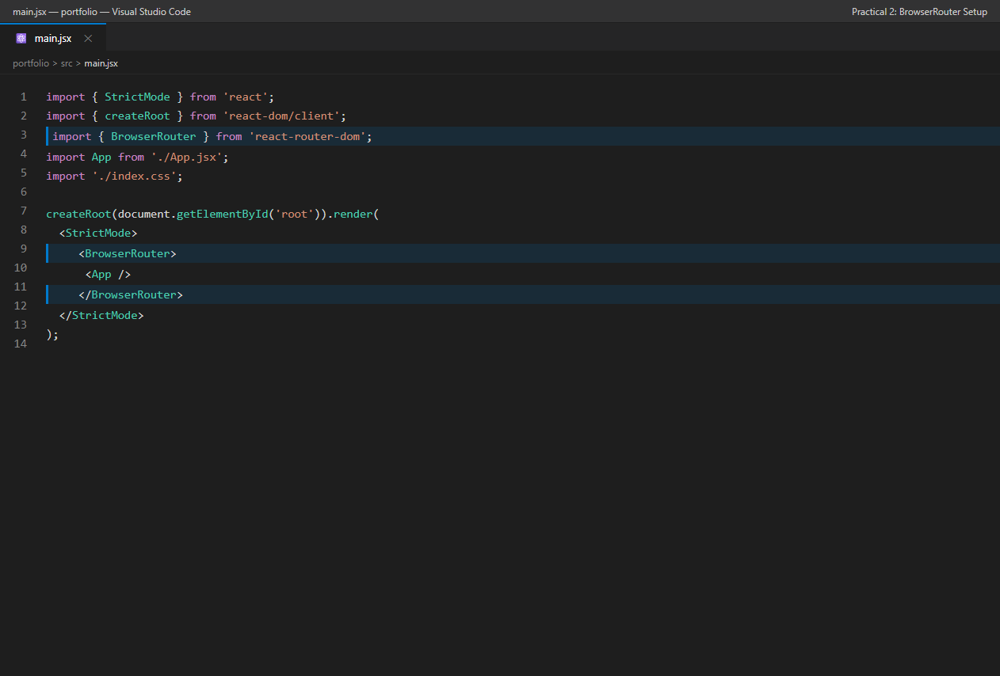 main.jsx — portfolio — Visual Studio Code
Practical 2: BrowserRouter Setup
main.jsx
portfolio > src > main.jsx
1 import { StrictMode } from 'react';
2 import { createRoot } from 'react-dom/client';
3 import { BrowserRouter } from 'react-router-dom';
4 import App from './App.jsx';
5 import './index.css';
6
7 createRoot(document.getElementById('root')).render(
8   <StrictMode>
9     <BrowserRouter>
10      <App />
11    </BrowserRouter>
12  </StrictMode>
13 );
14